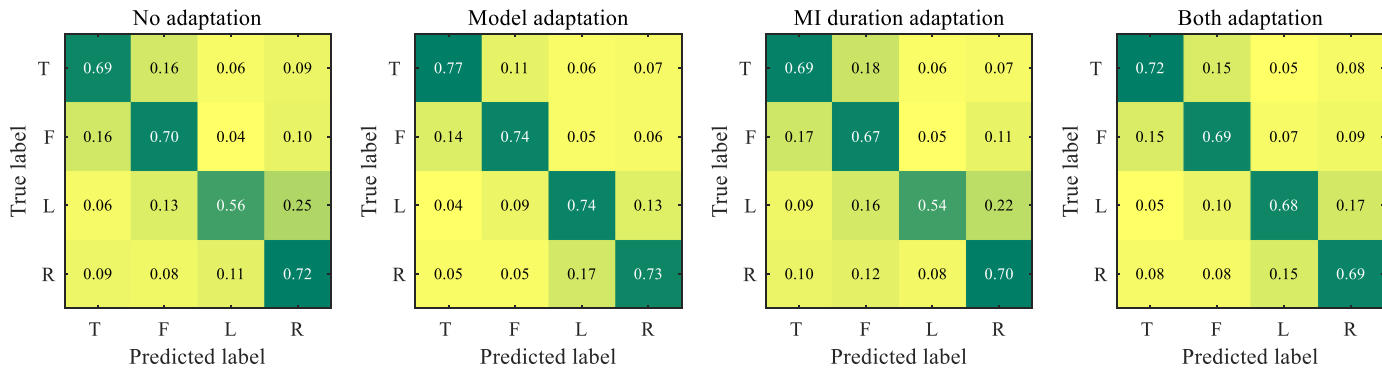 No adaptation
Model adaptation
MI duration adaptation
Both adaptation
True label
T 0.69 0.16 0.06 0.09
F 0.16 0.70 0.04 0.10
L 0.06 0.13 0.56 0.25
R 0.09 0.08 0.11 0.72
T F L R
Predicted label
True label
T 0.77 0.11 0.06 0.07
F 0.14 0.74 0.05 0.06
L 0.04 0.09 0.74 0.13
R 0.05 0.05 0.17 0.73
T F L R
Predicted label
True label
T 0.69 0.18 0.06 0.07
F 0.17 0.67 0.05 0.11
L 0.09 0.16 0.54 0.22
R 0.10 0.12 0.08 0.70
T F L R
Predicted label
True label
T 0.72 0.15 0.05 0.08
F 0.15 0.69 0.07 0.09
L 0.05 0.10 0.68 0.17
R 0.08 0.08 0.15 0.69
T F L R
Predicted label